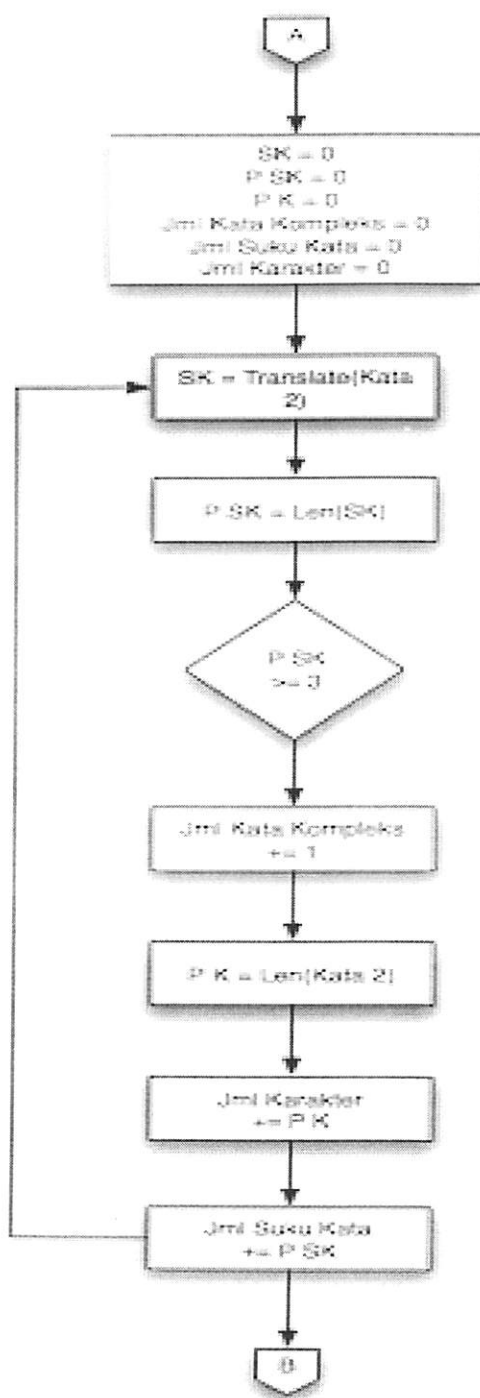 A
SK = 0
P SK = 0
P K = 0
Jml Kata Kompleks = 0
Jml Suku Kata = 0
Jml Karakter = 0
SK = Translate(Kata
2)
P SK = Len(SK)
P SK
>= 3
Jml Kata Kompleks
+= 1
P K = Len(Kata 2)
Jml Karakter
+= P K
Jml Suku Kata
+= P SK
B